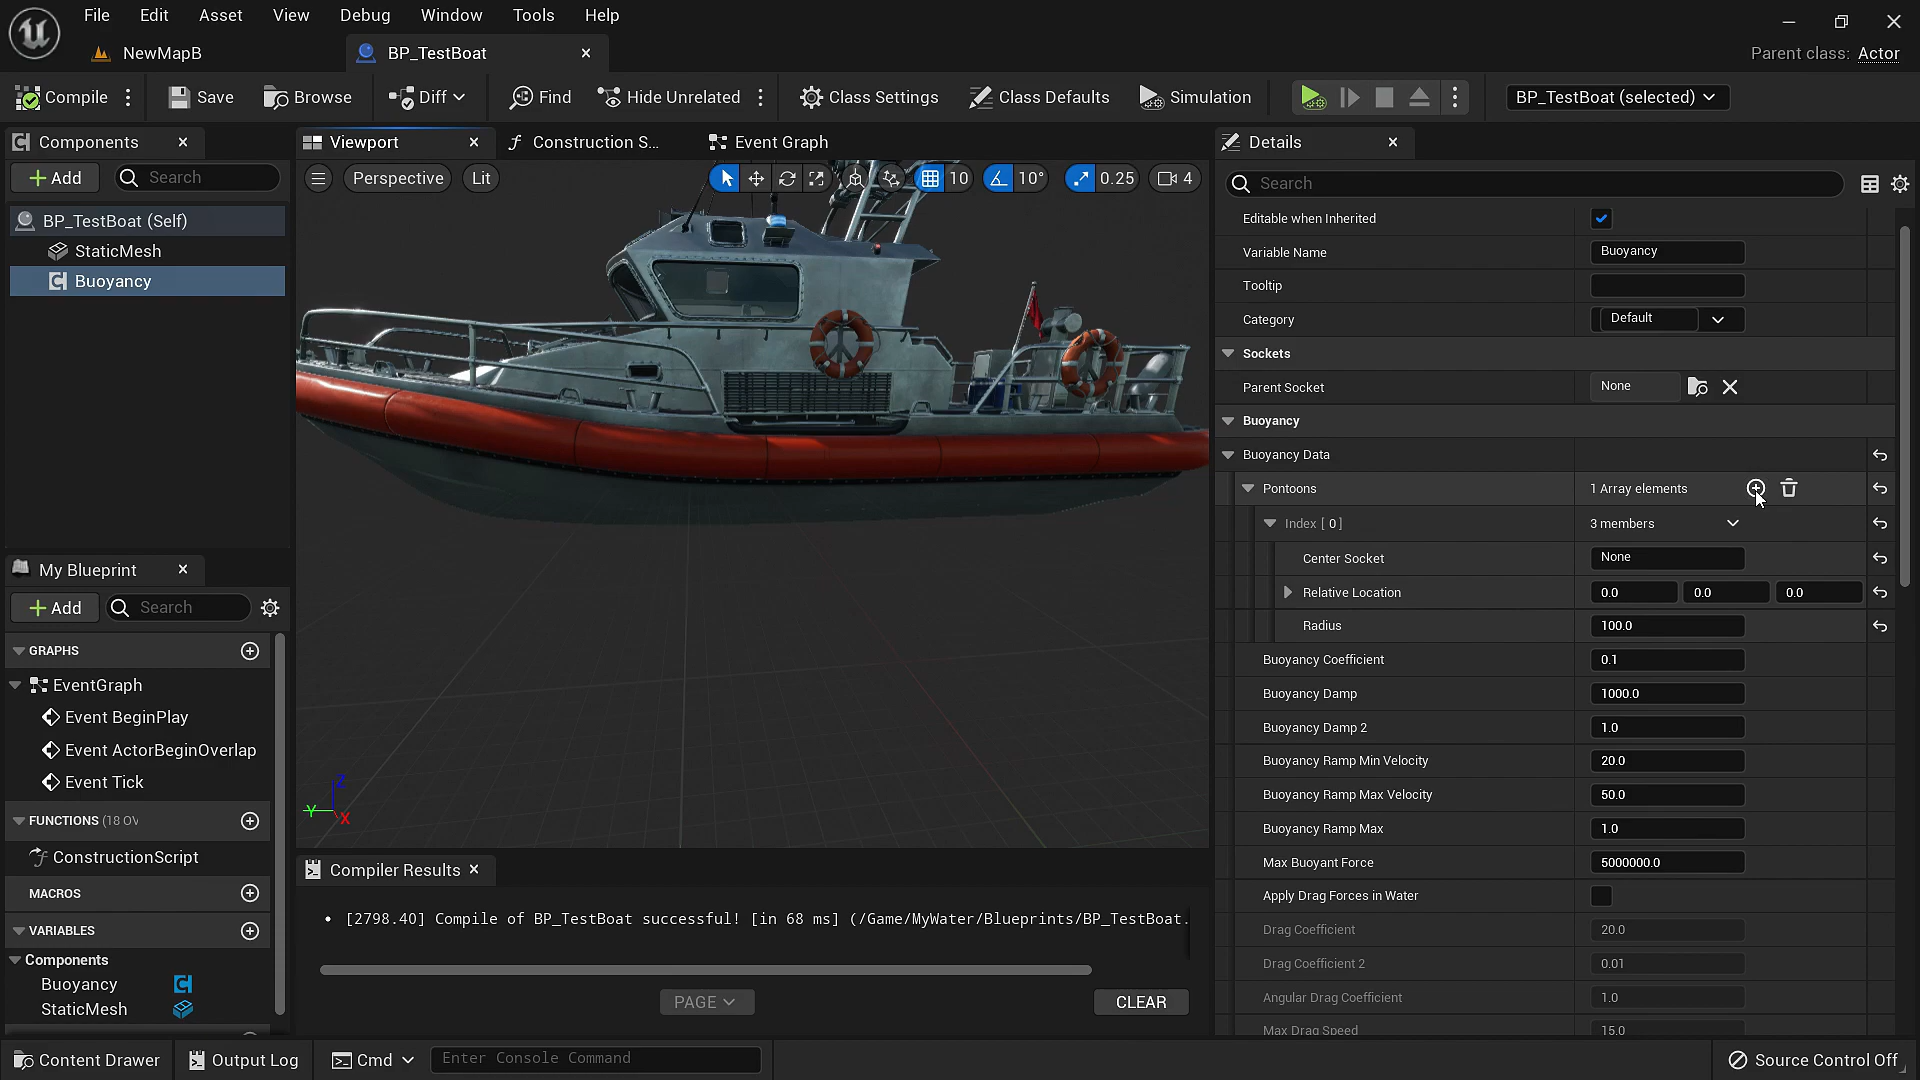 File Edit Asset View Debug Window Tools Help
NewMapB
BP_TestBoat
Parent class: Actor
Compile
Save
Browse
Diff
Find
Hide Unrelated
Class Settings
Class Defaults
Simulation
BP_TestBoat (selected)
Components
Add
Search
BP_TestBoat (Self)
StaticMesh
Buoyancy
My Blueprint
Add
Search
GRAPHS
EventGraph
Event BeginPlay
Event ActorBeginOverlap
Event Tick
FUNCTIONS (18 OV
ConstructionScript
MACROS
VARIABLES
Components
Buoyancy
StaticMesh
Viewport
Construction S...
Event Graph
Perspective
Lit
10
10°
0.25
4
Z
Y
X
Compiler Results
• [2798.40] Compile of BP_TestBoat successful! [in 68 ms] (/Game/MyWater/Blueprints/BP_TestBoat.
PAGE
CLEAR
Details
Search
Editable when Inherited
Variable Name Buoyancy
Tooltip
Category Default
Sockets
Parent Socket None
Buoyancy
Buoyancy Data
Pontoons 1 Array elements
Index [ 0 ] 3 members
Center Socket None
Relative Location 0.0 0.0 0.0
Radius 100.0
Buoyancy Coefficient 0.1
Buoyancy Damp 1000.0
Buoyancy Damp 2 1.0
Buoyancy Ramp Min Velocity 20.0
Buoyancy Ramp Max Velocity 50.0
Buoyancy Ramp Max 1.0
Max Buoyant Force 5000000.0
Apply Drag Forces in Water
Drag Coefficient 20.0
Drag Coefficient 2 0.01
Angular Drag Coefficient 1.0
Max Drag Speed 15.0
Content Drawer
Output Log
Cmd
Enter Console Command
Source Control Off